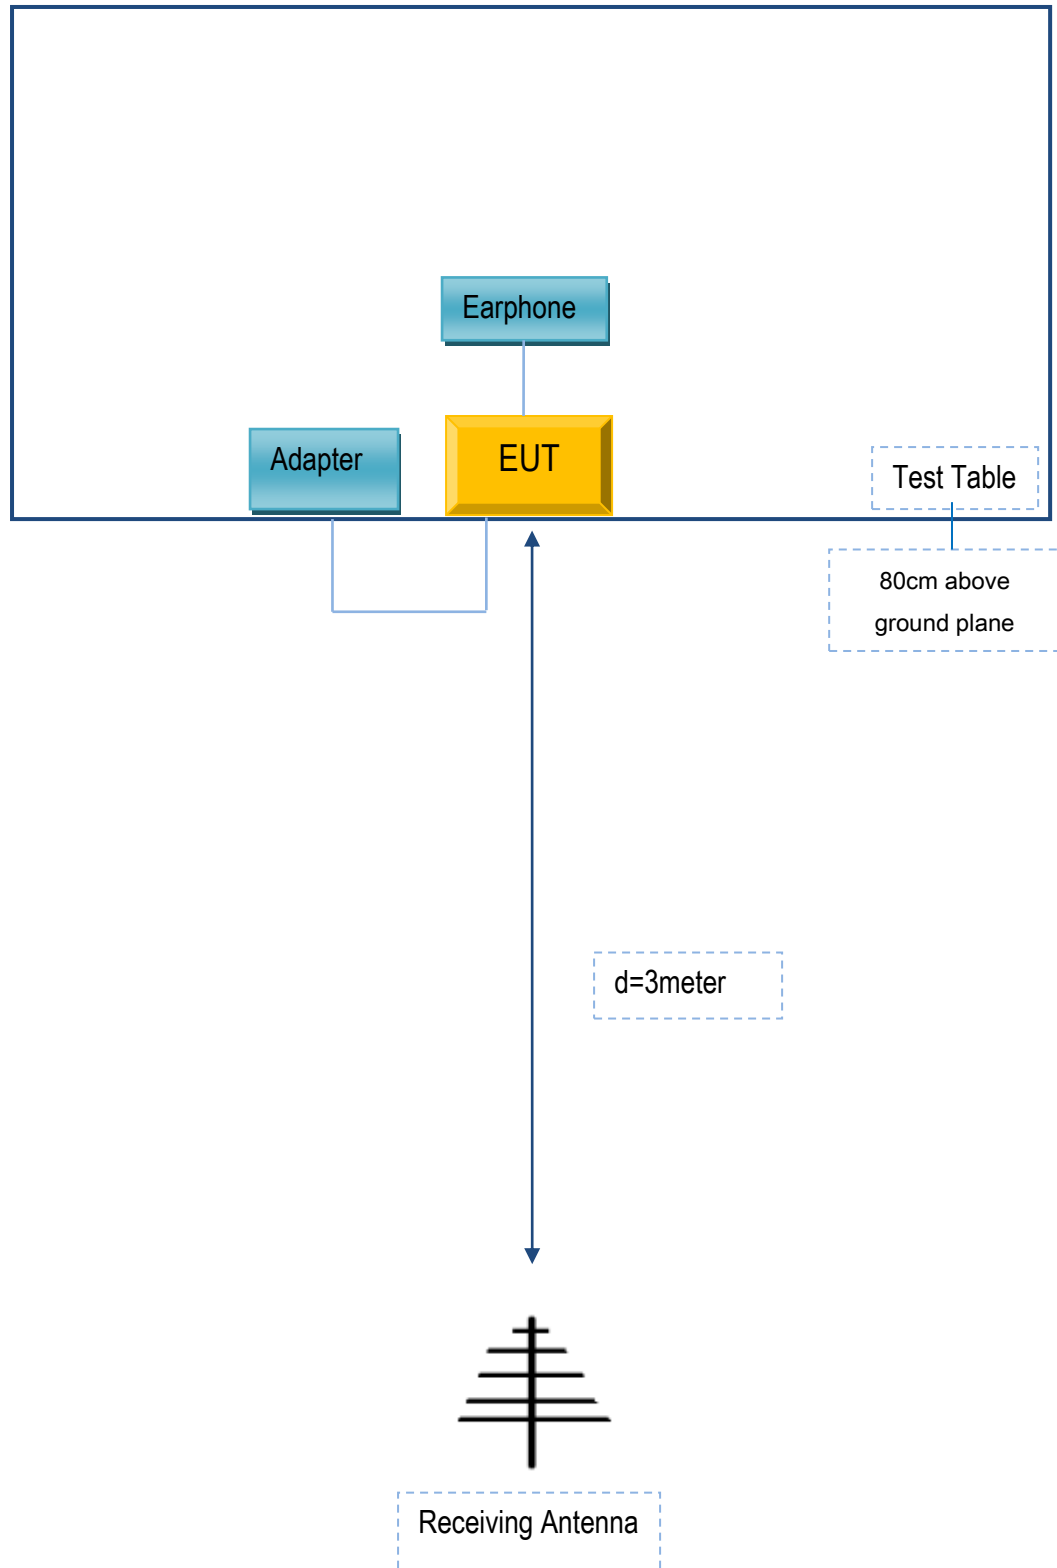 Earphone
Adapter
EUT
Test Table
80cm above
ground plane
d=3meter
Receiving Antenna